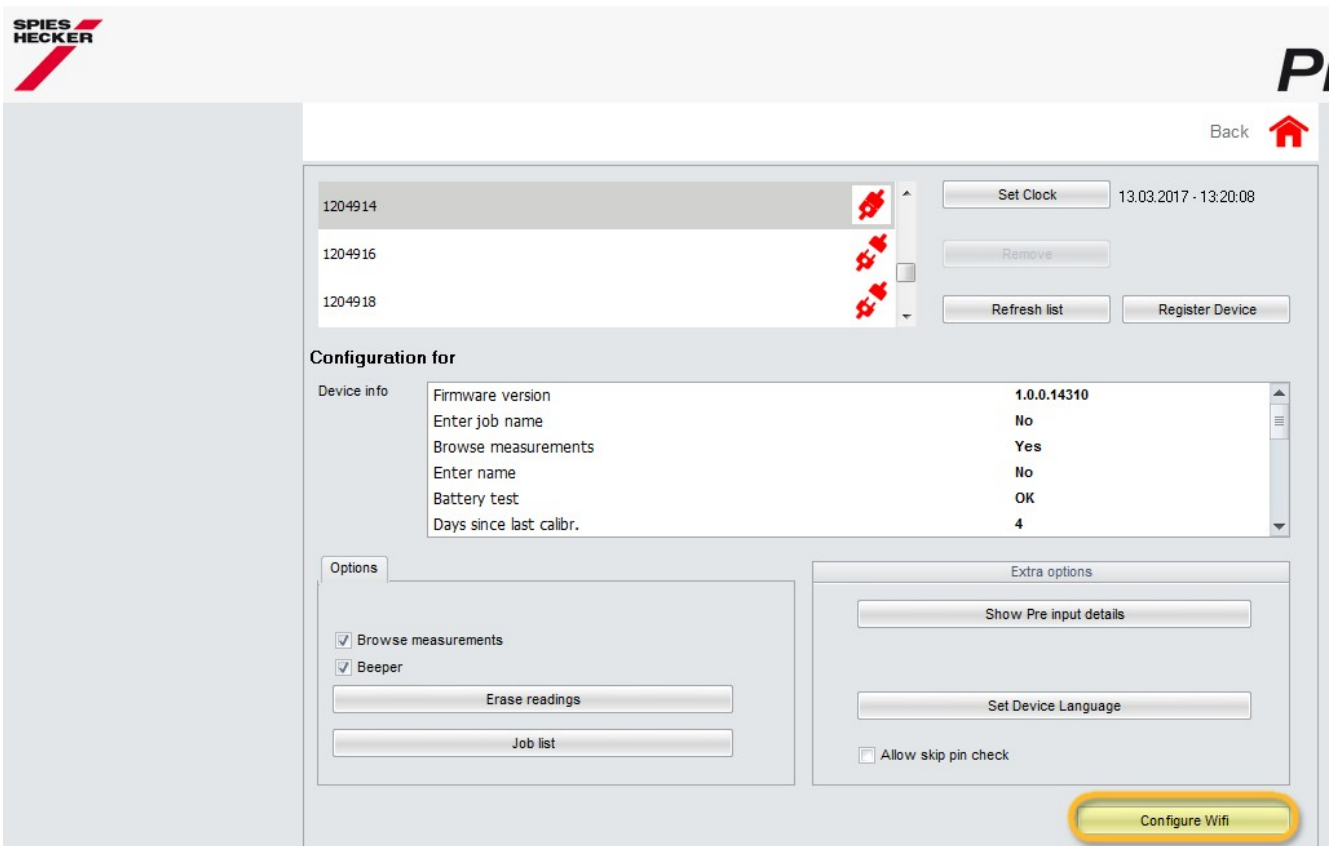 SPIES
HECKER
Back
1204914
Set Clock 13.03.2017 - 13:20:08
1204916
Remove
1204918
Refresh list Register Device
Configuration for
Device info
Firmware version 1.0.0.14310
Enter job name No
Browse measurements Yes
Enter name No
Battery test OK
Days since last calibr. 4
Options
Extra options
Show Pre input details
Browse measurements
Beeper
Erase readings
Set Device Language
Job list
Allow skip pin check
Configure Wifi